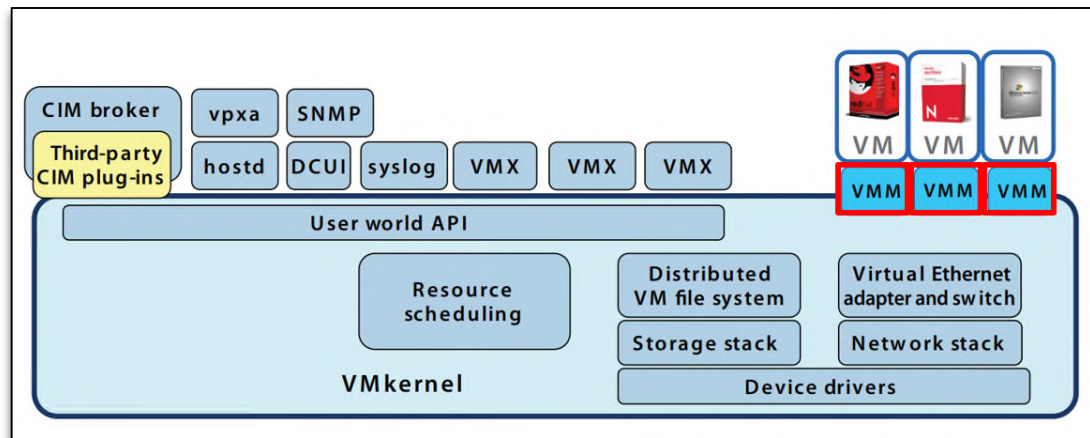 CIM broker
Third-party
CIM plug-ins
vpxa
SNMP
hostd
DCUI
syslog
VMX
VMX
VMX
VM
VM
VM
VMM
VMM
VMM
User world API
Resource
scheduling
Distributed
VM file system
Virtual Ethernet
adapter and switch
Storage stack
Network stack
VMkernel
Device drivers
N